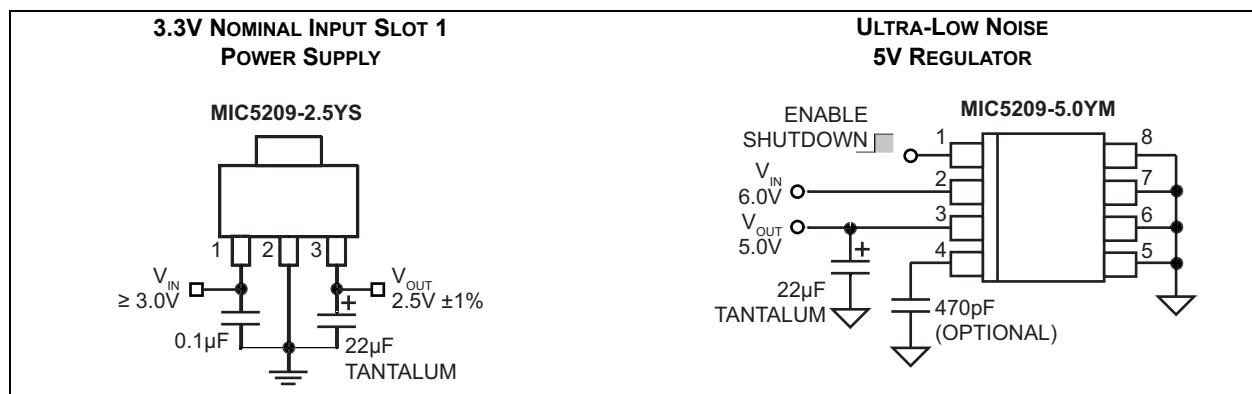 3.3V NOMINAL INPUT SLOT 1
POWER SUPPLY
MIC5209-2.5YS
1
2
3
VIN
≥ 3.0V
VOUT
2.5V ±1%
+
0.1µF
22µF
TANTALUM
ULTRA-LOW NOISE
5V REGULATOR
MIC5209-5.0YM
ENABLE
SHUTDOWN
1
8
VIN
6.0V
2
7
VOUT
5.0V
3
6
+
4
5
22µF
TANTALUM
470pF
(OPTIONAL)